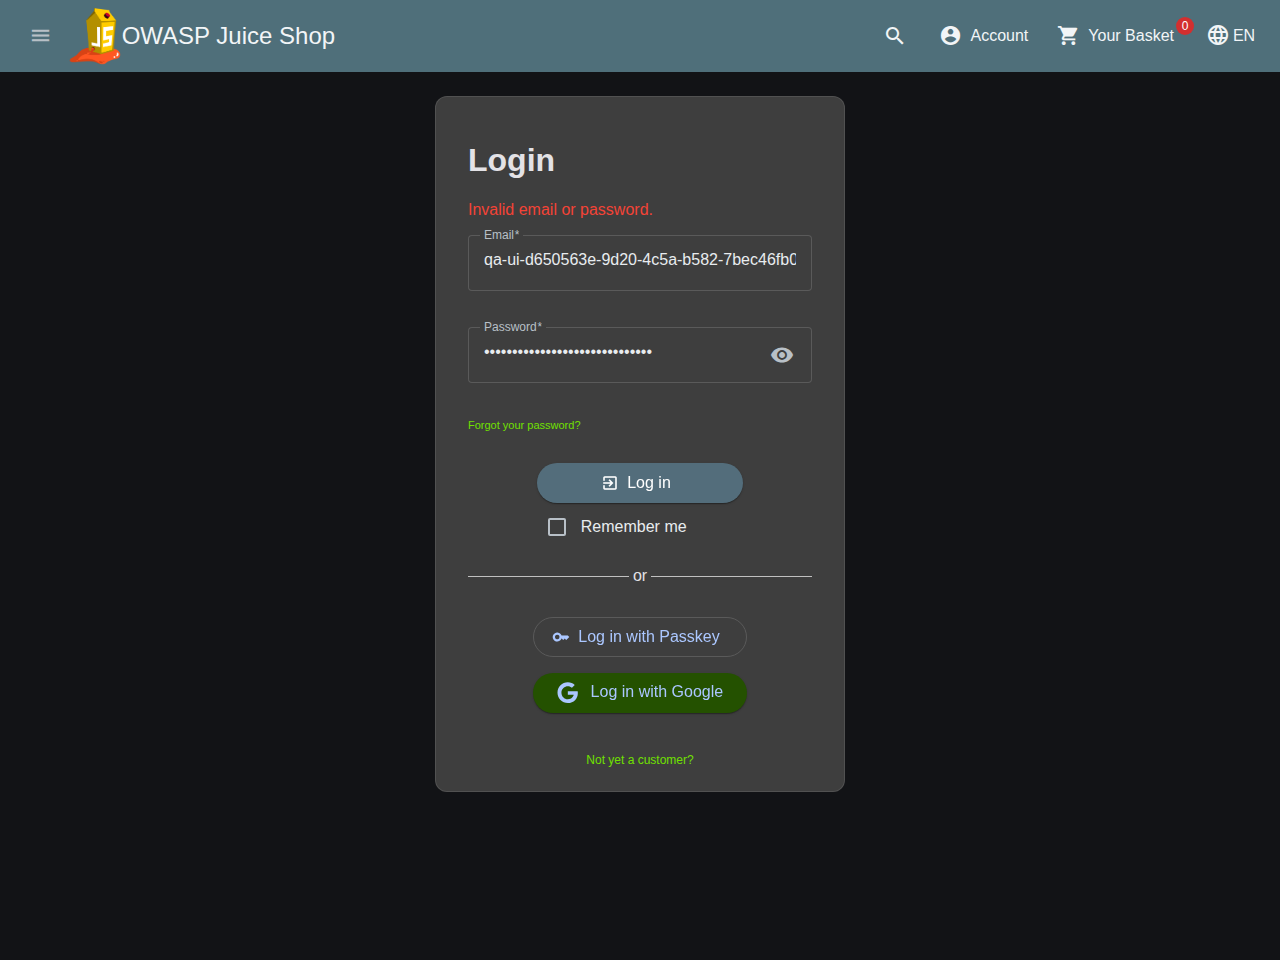 OWASP Juice Shop
Account
Your Basket
0
EN
Login
Invalid email or password.
Email*
qa-ui-d650563e-9d20-4c5a-b582-7bec46fb0
Password*
••••••••••••••••••••••••••••••
Forgot your password?
Log in
Remember me
or
Log in with Passkey
Log in with Google
Not yet a customer?